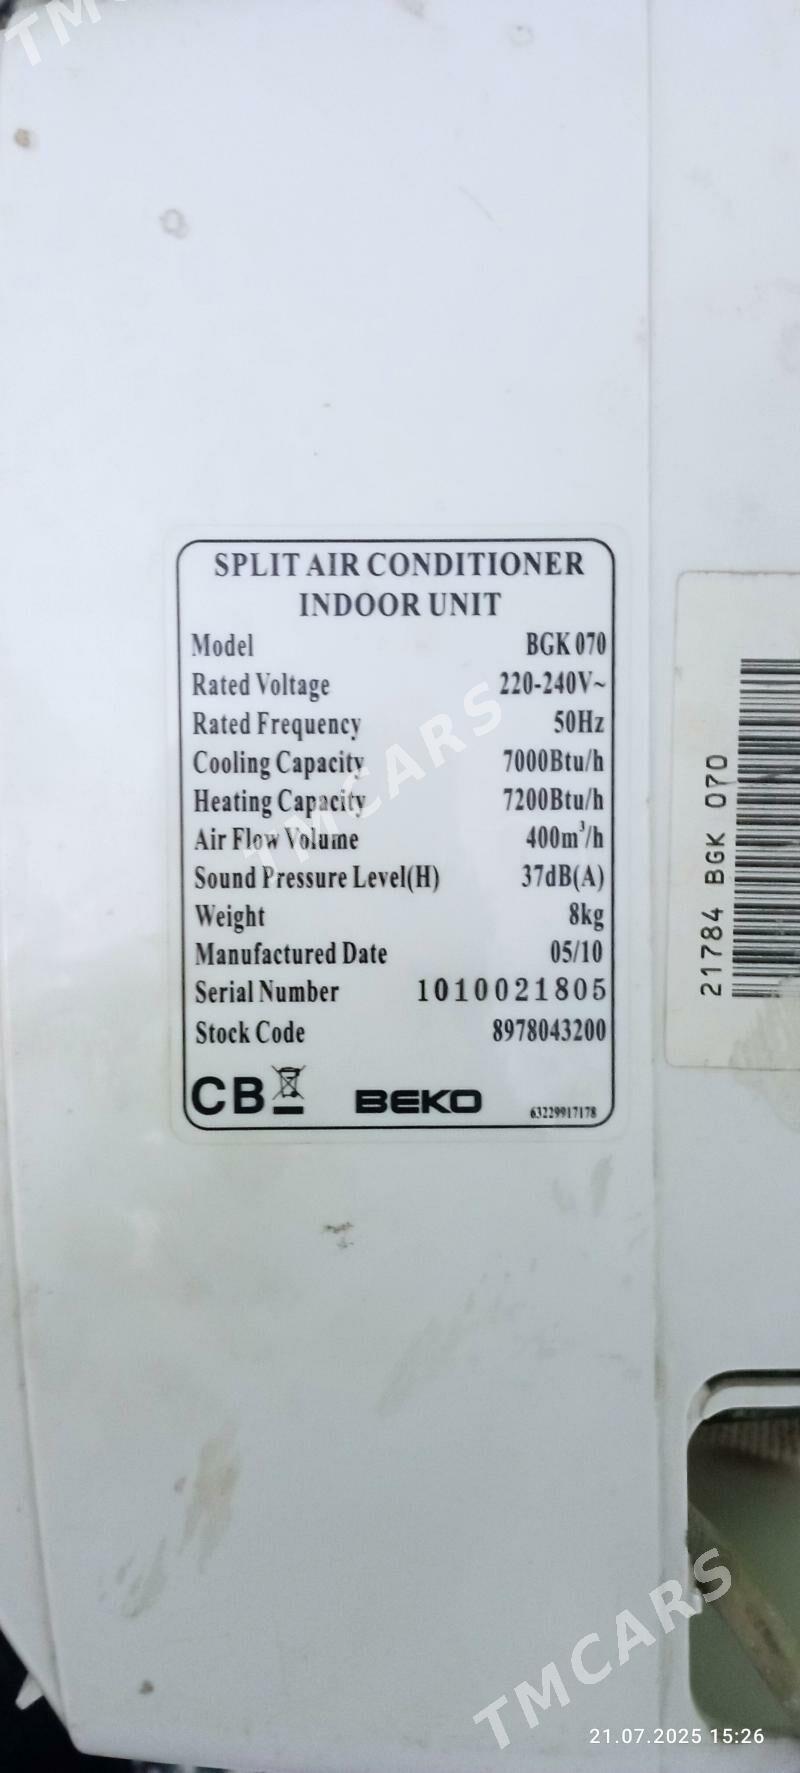 TMCARS
SPLIT AIR CONDITIONER
INDOOR UNIT
Model BGK 070
Rated Voltage 220-240V~
Rated Frequency 50Hz
Cooling Capacity 7000Btu/h
Heating Capacity 7200Btu/h
Air Flow Volume 400m³/h
Sound Pressure Level(H) 37dB(A)
Weight 8kg
Manufactured Date 05/10
Serial Number 1010021805
Stock Code 8978043200
CB BEKO 63229917178
21784 BGK 070
TMCARS
TMCARS
21.07.2025 15:26